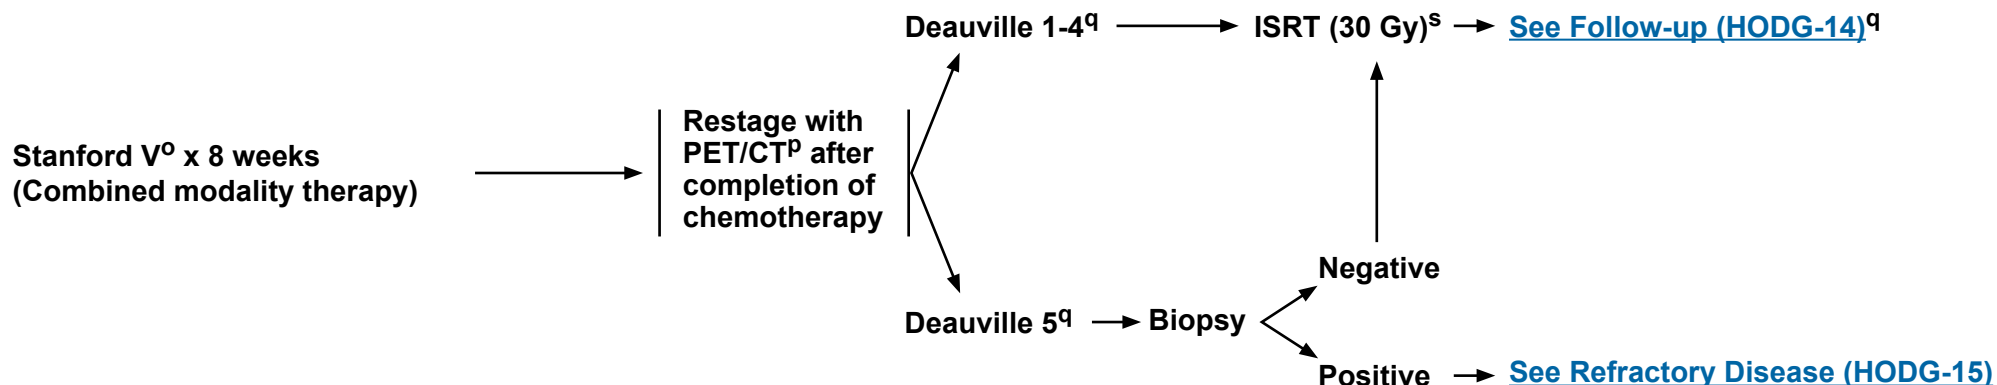 Deauville 1-4q
ISRT (30 Gy)s
See Follow-up (HODG-14)q
Stanford Vo x 8 weeks
(Combined modality therapy)
Restage with
PET/CTp after
completion of
chemotherapy
Deauville 5q
Biopsy
Negative
Positive
See Refractory Disease (HODG-15)